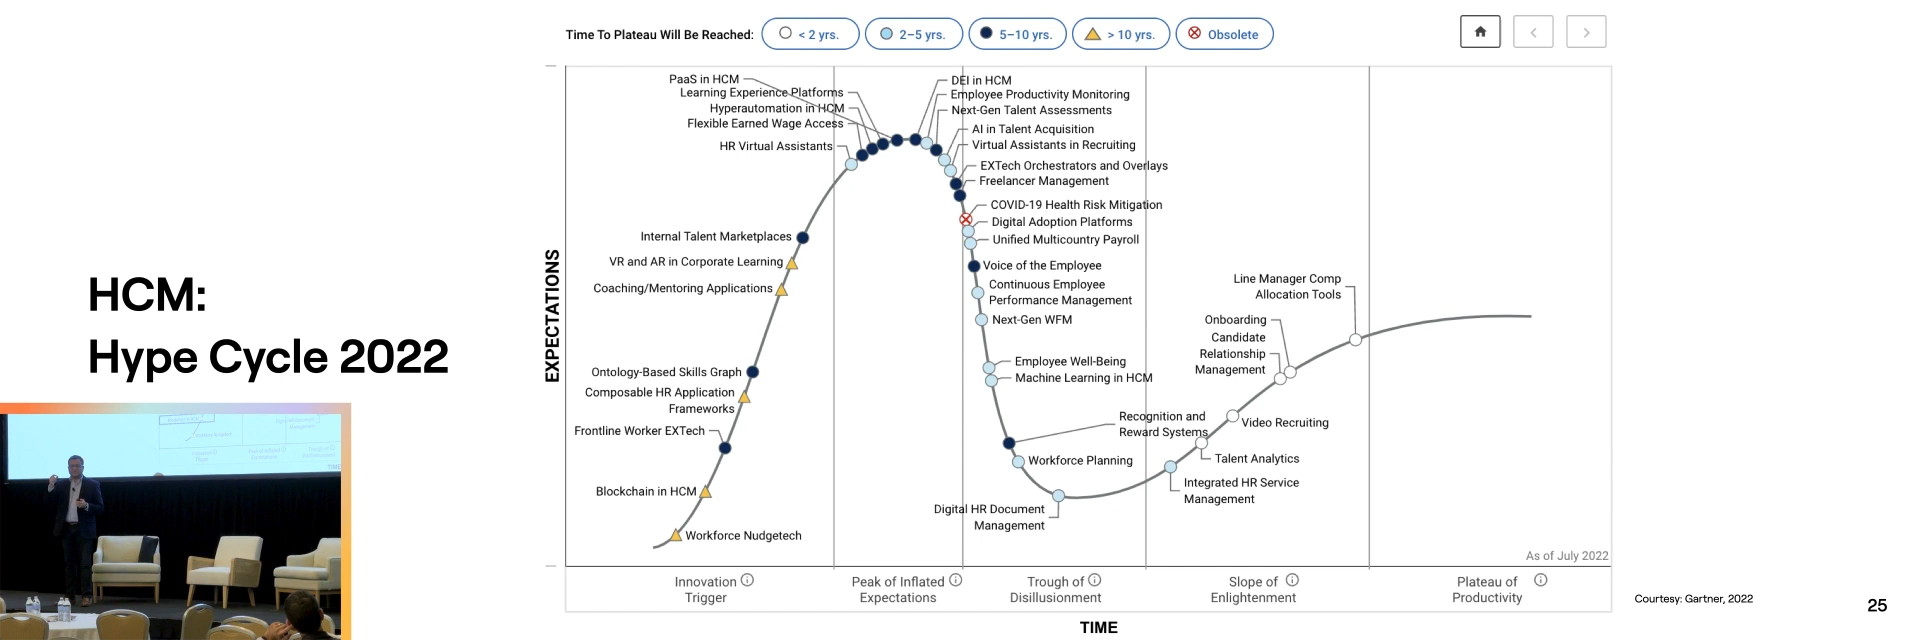 HCM:
Hype Cycle 2022
Time To Plateau Will Be Reached:
< 2 yrs.
2–5 yrs.
5–10 yrs.
> 10 yrs.
Obsolete
EXPECTATIONS
PaaS in HCM
Learning Experience Platforms
Hyperautomation in HCM
Flexible Earned Wage Access
HR Virtual Assistants
Internal Talent Marketplaces
VR and AR in Corporate Learning
Coaching/Mentoring Applications
Ontology-Based Skills Graph
Composable HR Application
Frameworks
Frontline Worker EXTech
Blockchain in HCM
Workforce Nudgetech
DEI in HCM
Employee Productivity Monitoring
Next-Gen Talent Assessments
AI in Talent Acquisition
Virtual Assistants in Recruiting
EXTech Orchestrators and Overlays
Freelancer Management
COVID-19 Health Risk Mitigation
Digital Adoption Platforms
Unified Multicountry Payroll
Voice of the Employee
Continuous Employee
Performance Management
Next-Gen WFM
Employee Well-Being
Machine Learning in HCM
Recognition and
Reward Systems
Workforce Planning
Digital HR Document
Management
Line Manager Comp
Allocation Tools
Onboarding
Candidate
Relationship
Management
Video Recruiting
Talent Analytics
Integrated HR Service
Management
As of July 2022
Innovation
Trigger
Peak of Inflated
Expectations
Trough of
Disillusionment
Slope of
Enlightenment
Plateau of
Productivity
TIME
Courtesy: Gartner, 2022
25